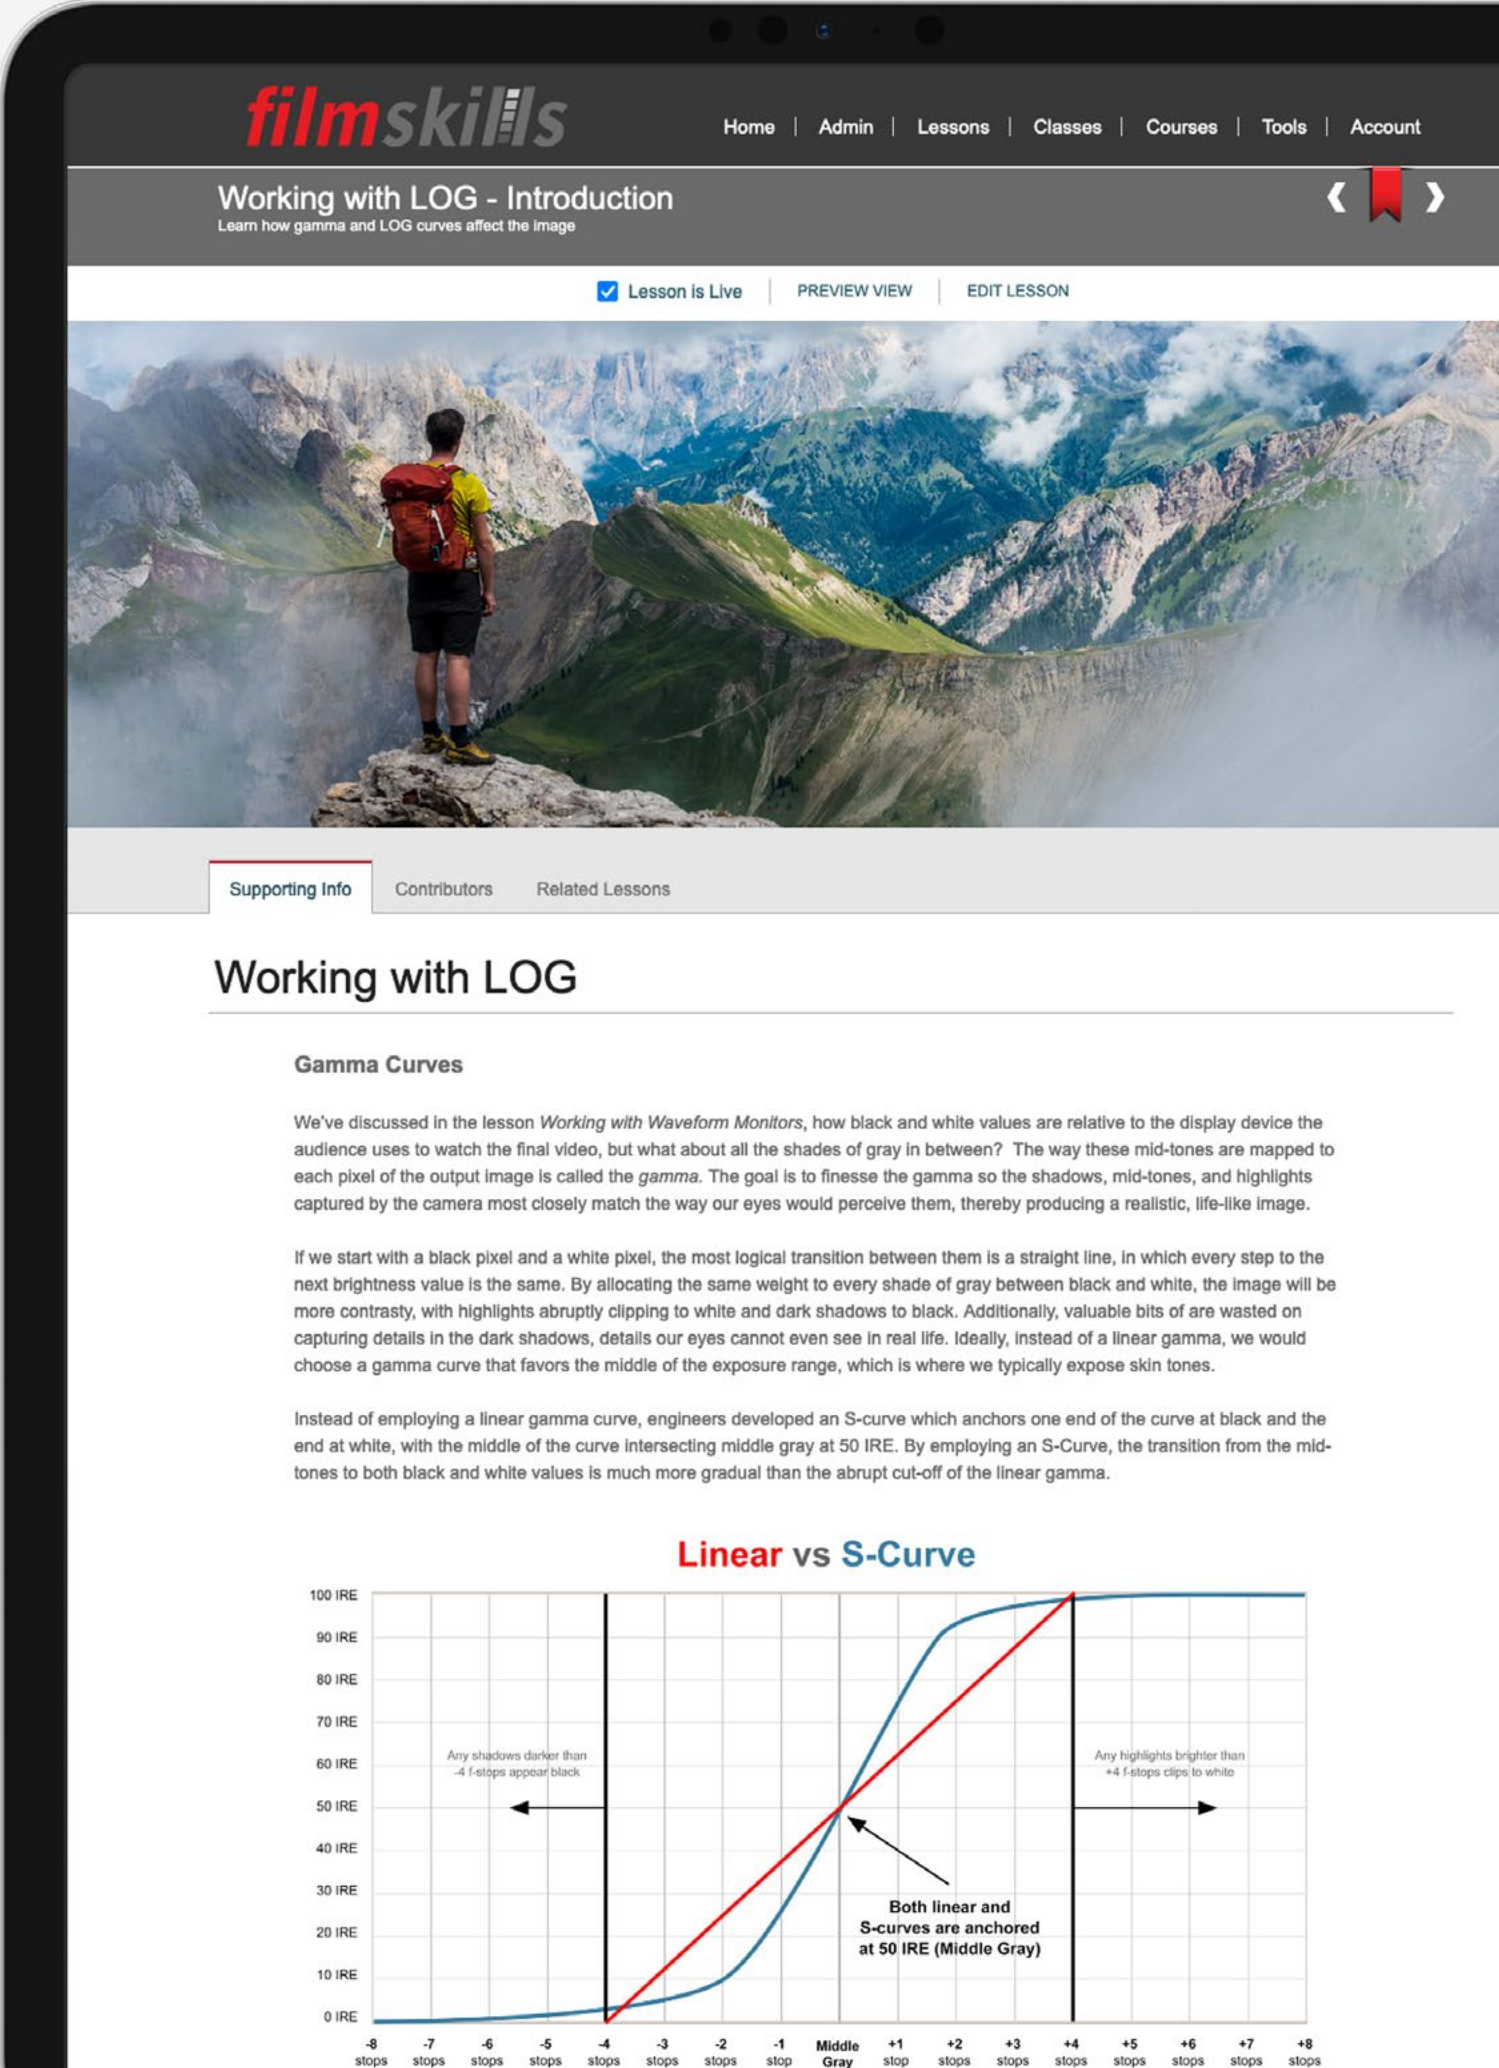 filmskills
Home | Admin | Lessons | Classes | Courses | Tools | Account
Working with LOG - Introduction
Learn how gamma and LOG curves affect the image
Lesson is Live | PREVIEW VIEW | EDIT LESSON
Supporting Info Contributors Related Lessons
Working with LOG
Gamma Curves
We've discussed in the lesson Working with Waveform Monitors, how black and white values are relative to the display device the
audience uses to watch the final video, but what about all the shades of gray in between? The way these mid-tones are mapped to
each pixel of the output image is called the gamma. The goal is to finesse the gamma so the shadows, mid-tones, and highlights
captured by the camera most closely match the way our eyes would perceive them, thereby producing a realistic, life-like image.
If we start with a black pixel and a white pixel, the most logical transition between them is a straight line, in which every step to the
next brightness value is the same. By allocating the same weight to every shade of gray between black and white, the image will be
more contrasty, with highlights abruptly clipping to white and dark shadows to black. Additionally, valuable bits of are wasted on
capturing details in the dark shadows, details our eyes cannot even see in real life. Ideally, instead of a linear gamma, we would
choose a gamma curve that favors the middle of the exposure range, which is where we typically expose skin tones.
Instead of employing a linear gamma curve, engineers developed an S-curve which anchors one end of the curve at black and the
end at white, with the middle of the curve intersecting middle gray at 50 IRE. By employing an S-Curve, the transition from the mid-
tones to both black and white values is much more gradual than the abrupt cut-off of the linear gamma.
Linear vs S-Curve
100 IRE
90 IRE
80 IRE
70 IRE
60 IRE
50 IRE
40 IRE
30 IRE
20 IRE
10 IRE
0 IRE
Any shadows darker than
-4 f-stops appear black
Any highlights brighter than
+4 f-stops clips to white
Both linear and
S-curves are anchored
at 50 IRE (Middle Gray)
-8 -7 -6 -5 -4 -3 -2 -1 Middle +1 +2 +3 +4 +5 +6 +7 +8
stops stops stops stops stops stops stops stop Gray stop stops stops stops stops stops stops stops